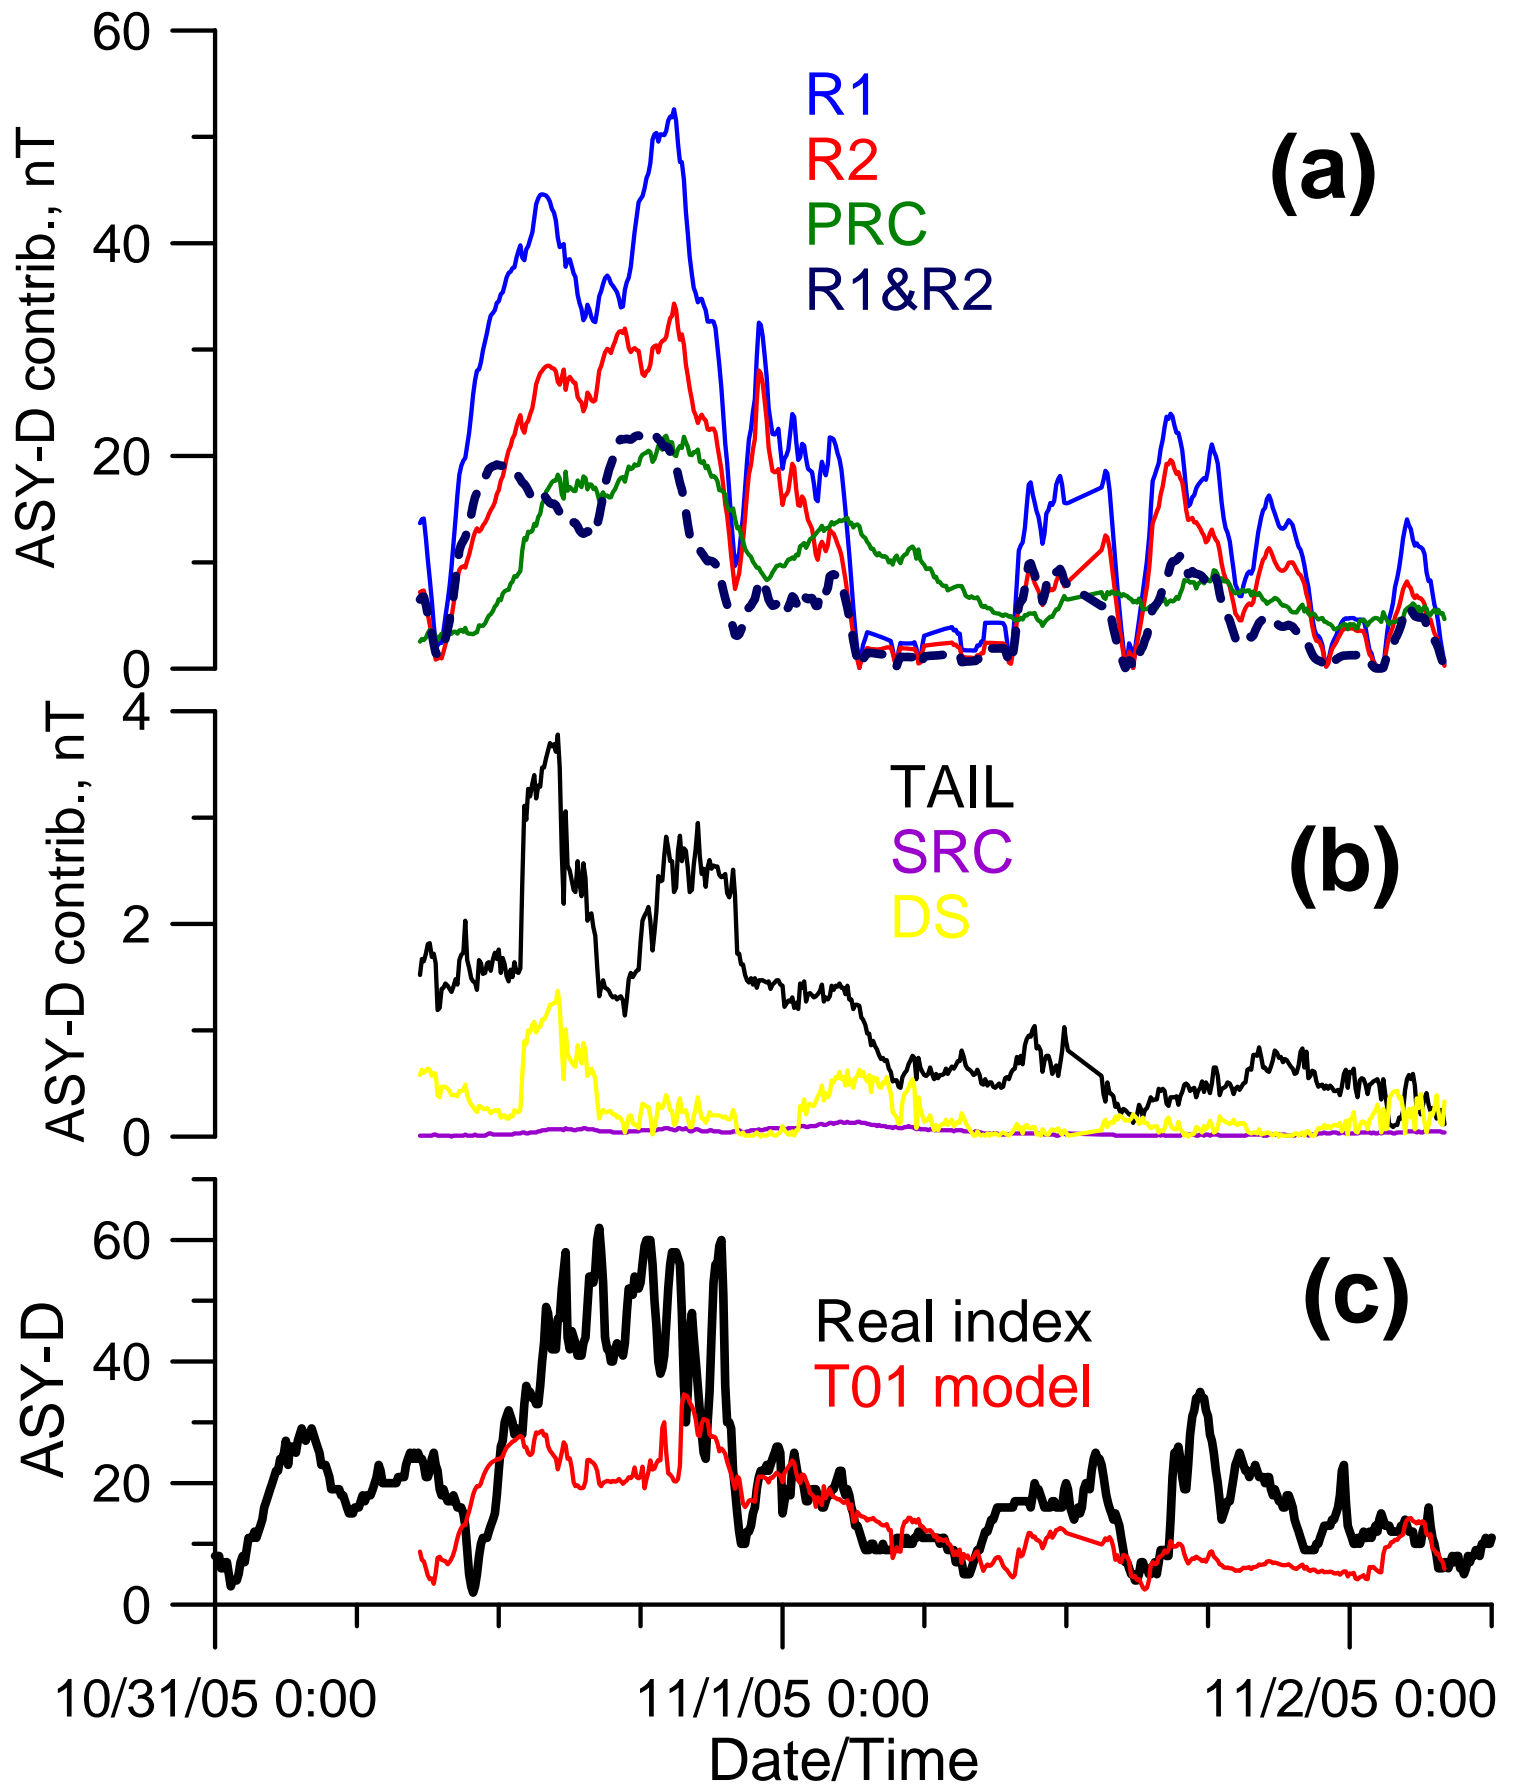 60
40
20
0
ASY-D contrib., nT
R1
R2
PRC
R1&R2
(a)
4
2
0
ASY-D contrib., nT
TAIL
SRC
DS
(b)
60
40
20
0
ASY-D
Real index
T01 model
(c)
10/31/05 0:00
11/1/05 0:00
11/2/05 0:00
Date/Time